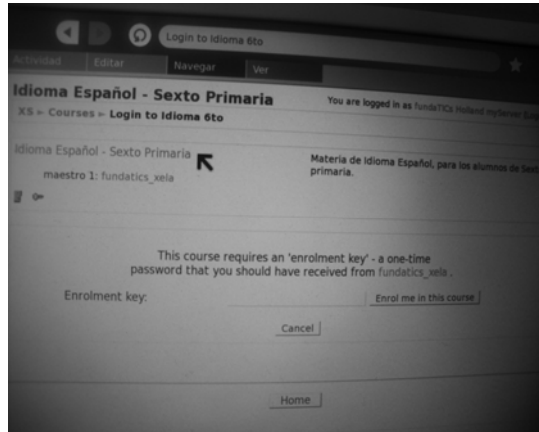 Login to Idioma 6to
Actividad Editar Navegar Ver
Idioma Español - Sexto Primaria
You are logged in as fundaTICs Holland myServer
XS ► Courses ► Login to Idioma 6to
Idioma Español - Sexto Primaria
maestro 1: fundatics_xela
Materia de Idioma Español, para los alumnos de
primaria.
This course requires an 'enrolment key' - a one-time
password that you should have received from fundatics_xela .
Enrolment key:
Enrol me in this course
Cancel
Home